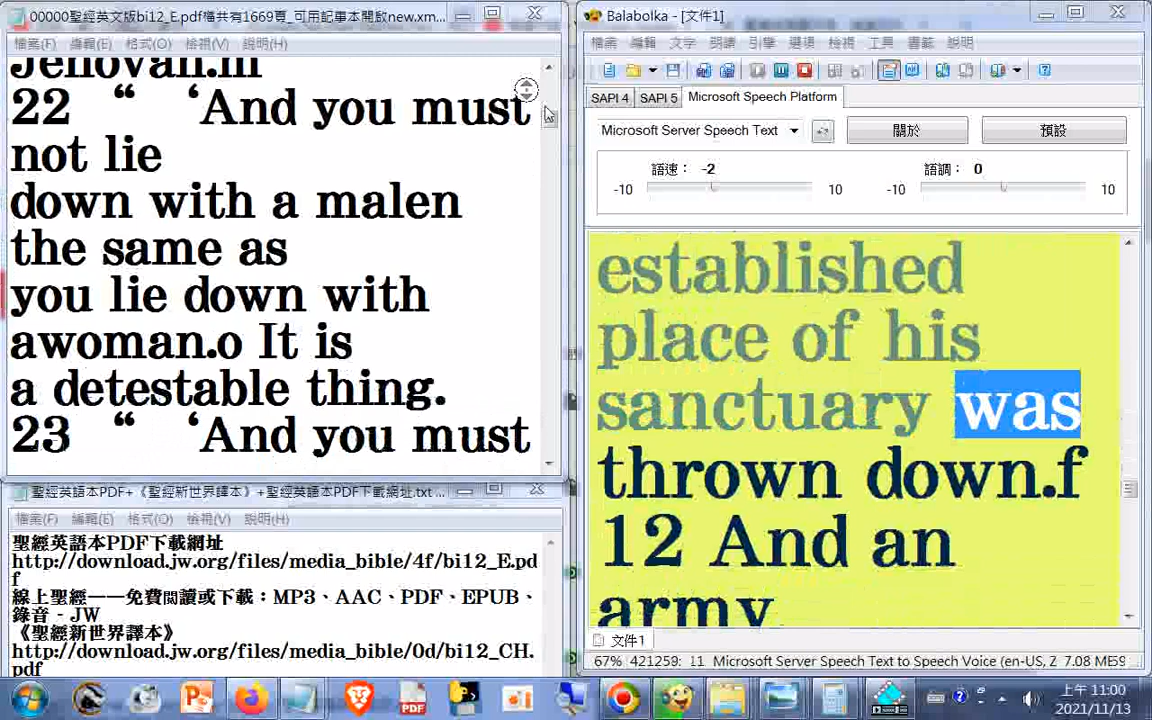 00000聖經英文版bi12_E.pdf檔共有1669頁_可用記事本開啟new.xm...
檔案(F) 編輯(E) 格式(O) 檢視(V) 說明(H)
Jehovah.m
22 “ ‘And you must
not lie
down with a malen
the same as
you lie down with
awoman.o It is
a detestable thing.
23 “ ‘And you must
聖經英語本PDF+《聖經新世界譯本》+聖經英語本PDF下載網址.txt ...
檔案(F) 編輯(E) 格式(O) 檢視(V) 說明(H)
聖經英語本PDF下載網址
http://download.jw.org/files/media_bible/4f/bi12_E.pd
f
線上聖經——免費閱讀或下載：MP3、AAC、PDF、EPUB、
錄音 - JW
《聖經新世界譯本》
http://download.jw.org/files/media_bible/0d/bi12_CH.
pdf
Balabolka - [文件1]
檔案 編輯 文字 朗讀 引擎 選項 檢視 工具 書籤 說明
SAPI 4 SAPI 5 Microsoft Speech Platform
Microsoft Server Speech Text 關於 預設
語速： -2 語調： 0
-10 10 -10 10
established
place of his
sanctuary was
thrown down.f
12 And an
army
文件1
67% 421259: 11 Microsoft Server Speech Text to Speech Voice (en-US, Z 7.08 ME59
上午 11:00
2021/11/13